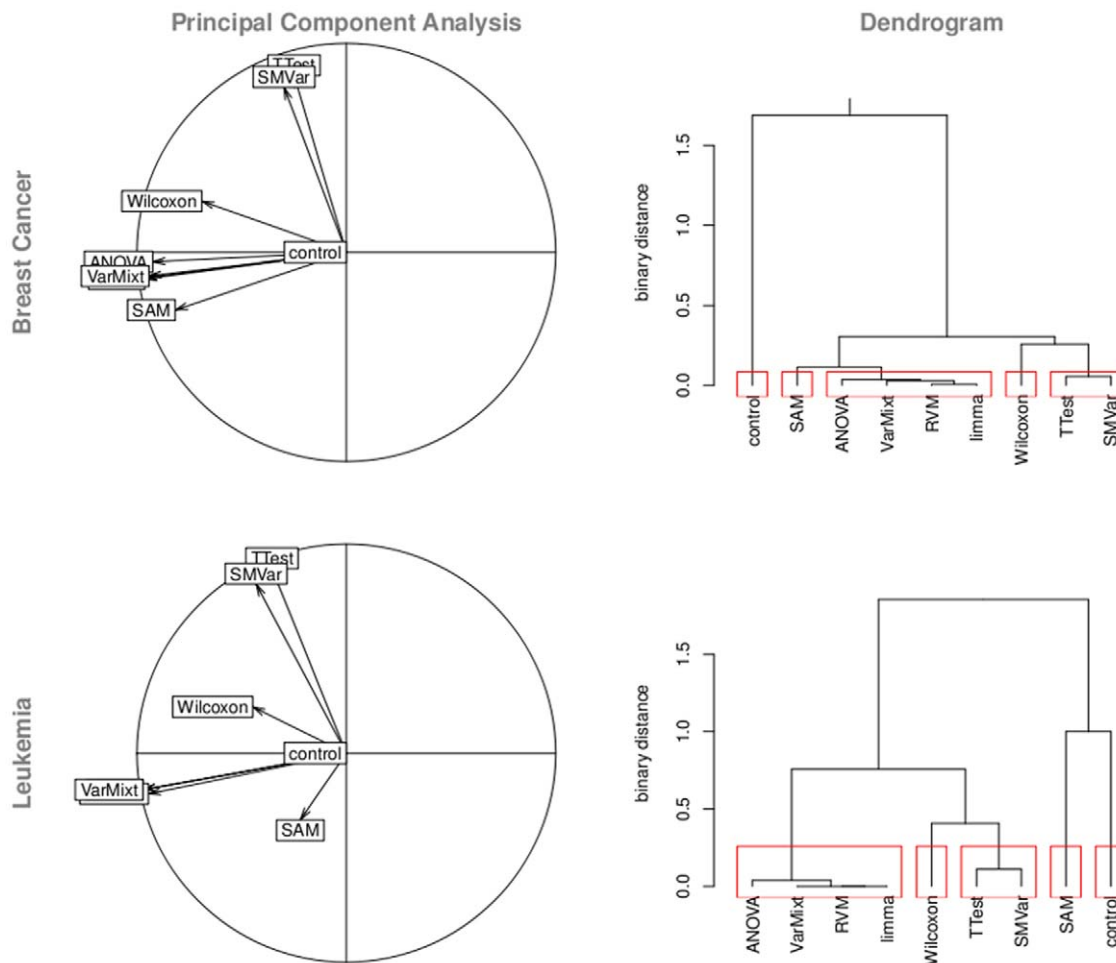 Principal Component Analysis
Dendrogram
Breast Cancer
TTest
SMVar
Wilcoxon
control
ANOVA
VarMixt
SAM
binary distance
1.5
1.0
0.5
0.0
control
SAM
ANOVA
VarMixt
RVM
limma
Wilcoxon
TTest
SMVar
Leukemia
TTest
SMVar
Wilcoxon
control
VarMixt
SAM
binary distance
1.5
1.0
0.5
0.0
ANOVA
VarMixt
RVM
limma
Wilcoxon
TTest
SMVar
SAM
control